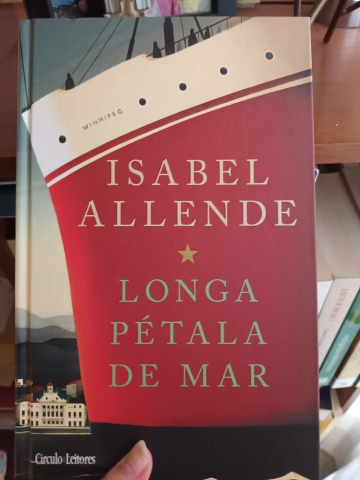 WINNIPEG
ISABEL
ALLENDE
LONGA
PÉTALA
DE MAR
Círculo Leitores